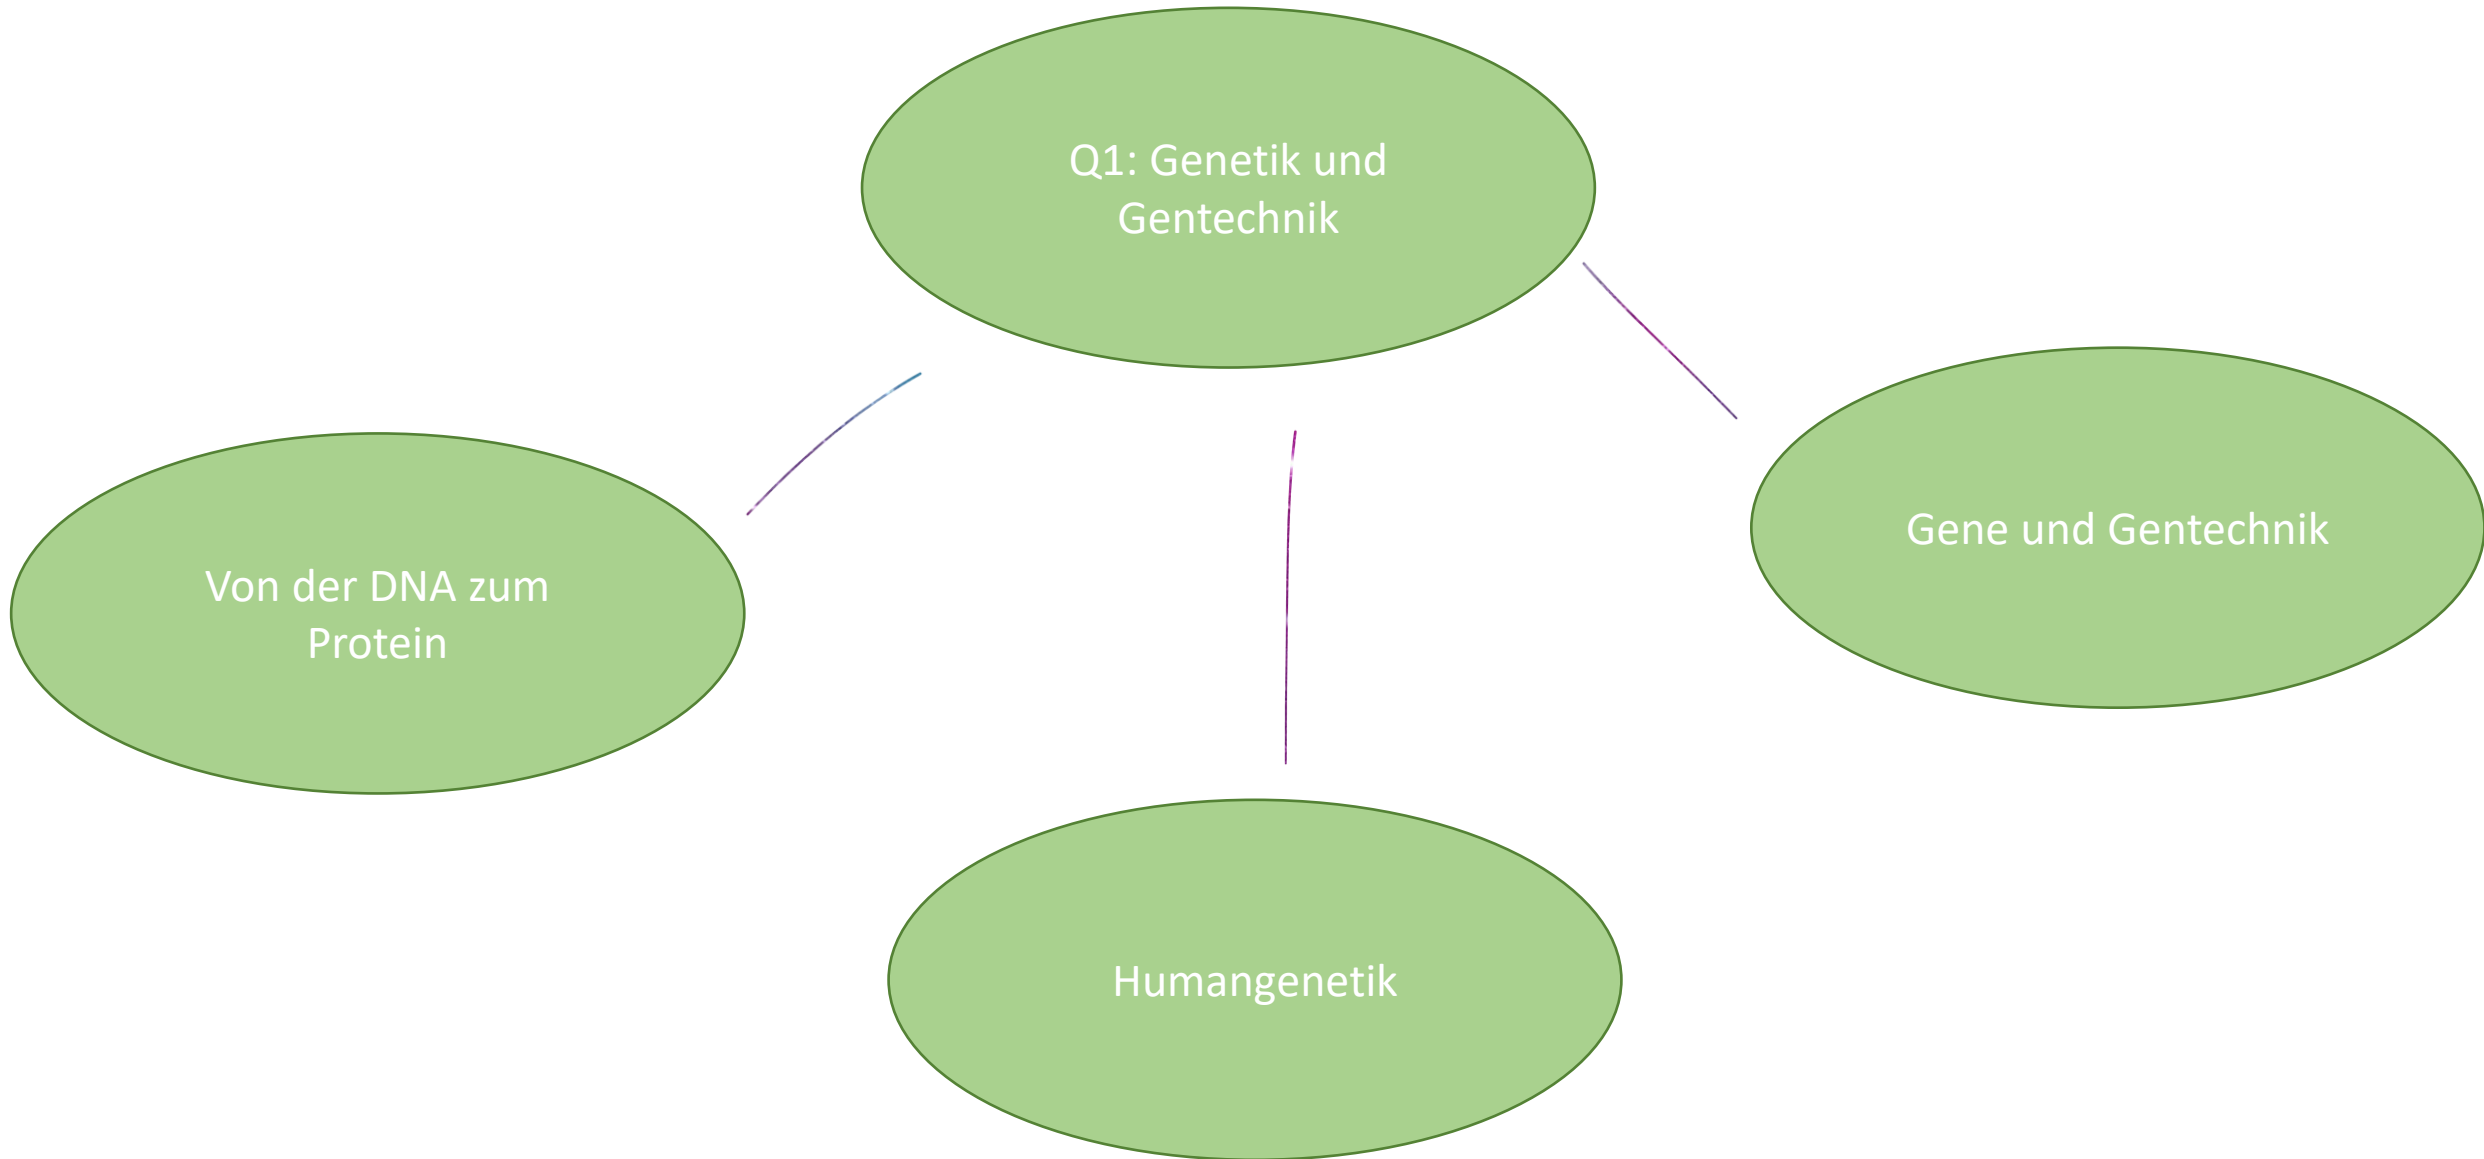 Q1: Genetik und
Gentechnik
Gene und Gentechnik
Von der DNA zum
Protein
Humangenetik